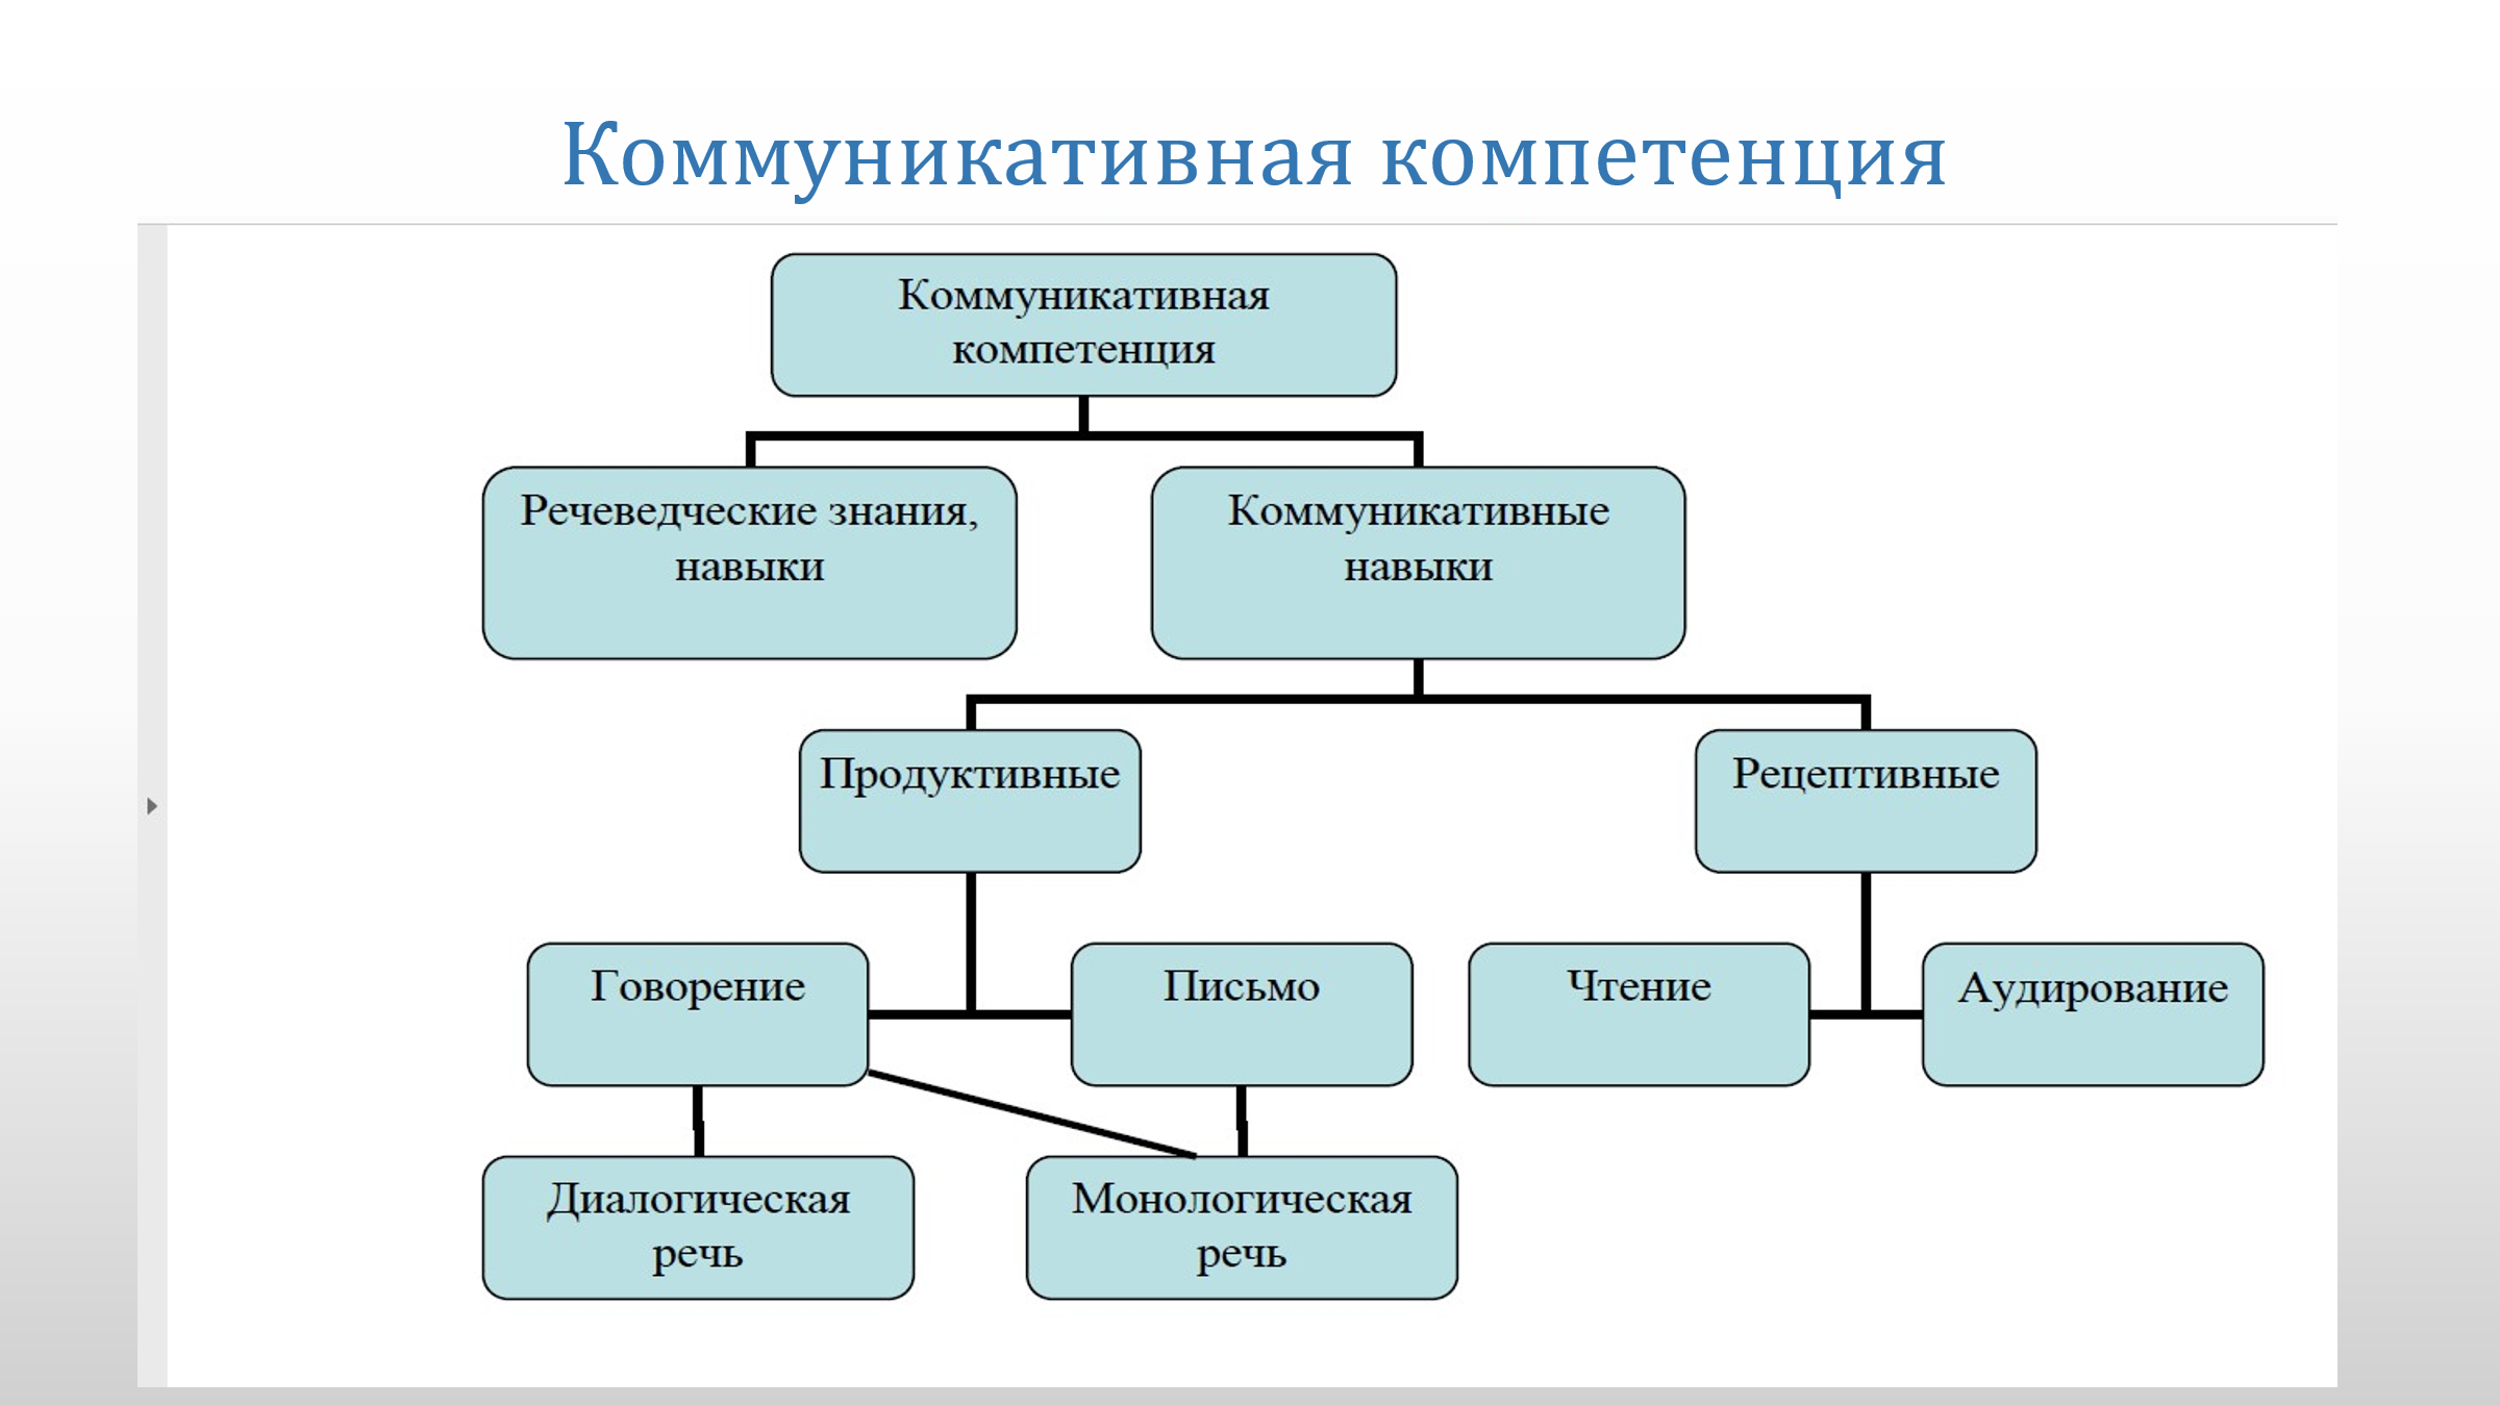 Коммуникативная компетенция
Коммуникативная
компетенция
Речеведческие знания,
навыки
Коммуникативные
навыки
Продуктивные
Рецептивные
Говорение
Письмо
Чтение
Аудирование
Диалогическая
речь
Монологическая
речь